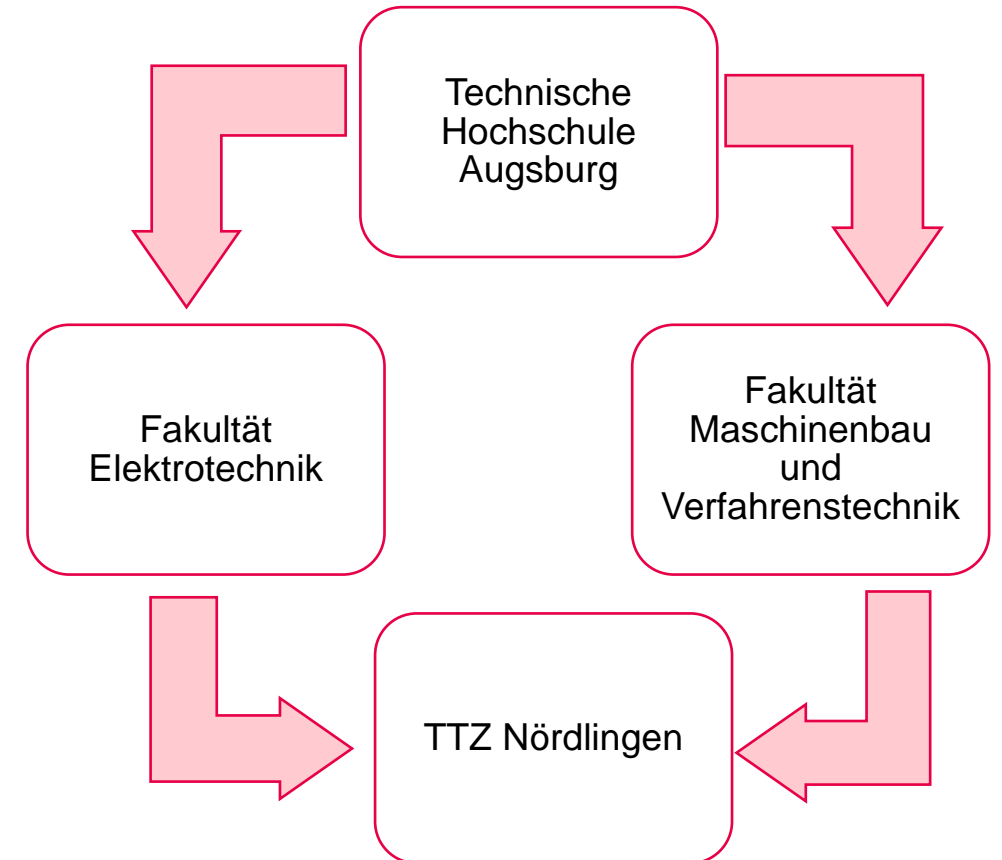 Technische
Hochschule
Augsburg
Fakultät
Elektrotechnik
Fakultät
Maschinenbau
und
Verfahrenstechnik
TTZ Nördlingen